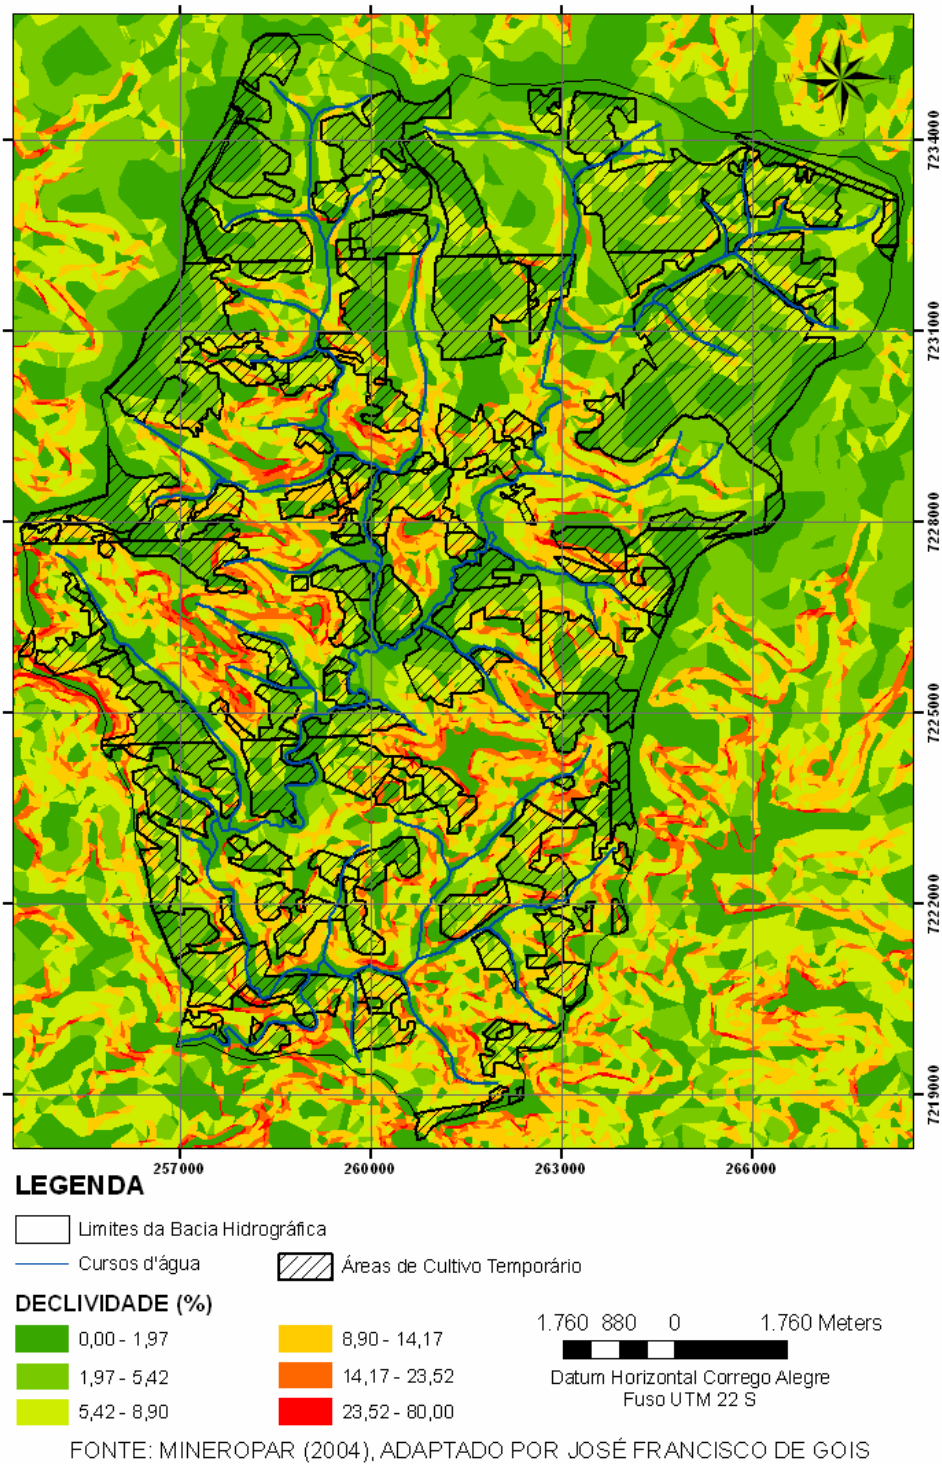 N
W
E
S
7234000
7231000
7228000
7225000
7222000
7219000
257000
260000
263000
266000
LEGENDA
Limites da Bacia Hidrográfica
Cursos d'água
Áreas de Cultivo Temporário
DECLIVIDADE (%)
0,00 - 1,97
1,97 - 5,42
5,42 - 8,90
8,90 - 14,17
14,17 - 23,52
23,52 - 80,00
1.760 880 0 1.760 Meters
Datum Horizontal Corrego Alegre
Fuso UTM 22 S
FONTE: MINEROPAR (2004), ADAPTADO POR JOSÉ FRANCISCO DE GOIS